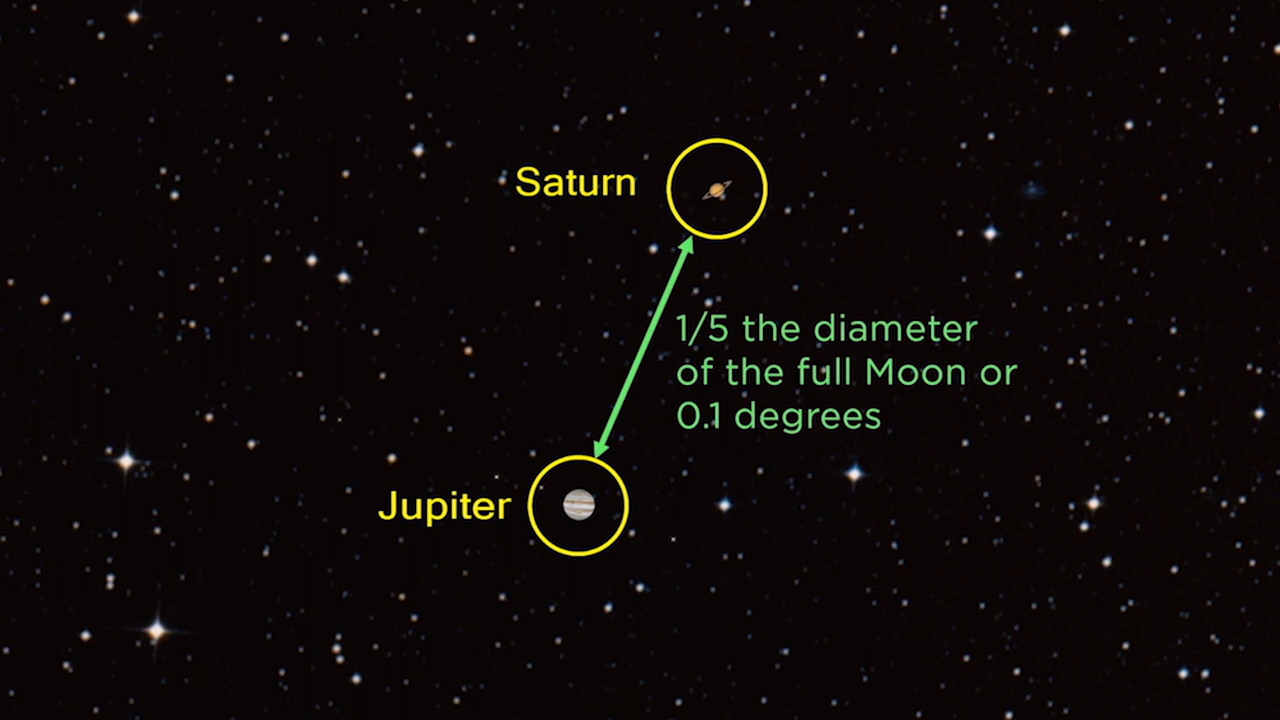 Saturn
1/5 the diameter
of the full Moon or
0.1 degrees
Jupiter